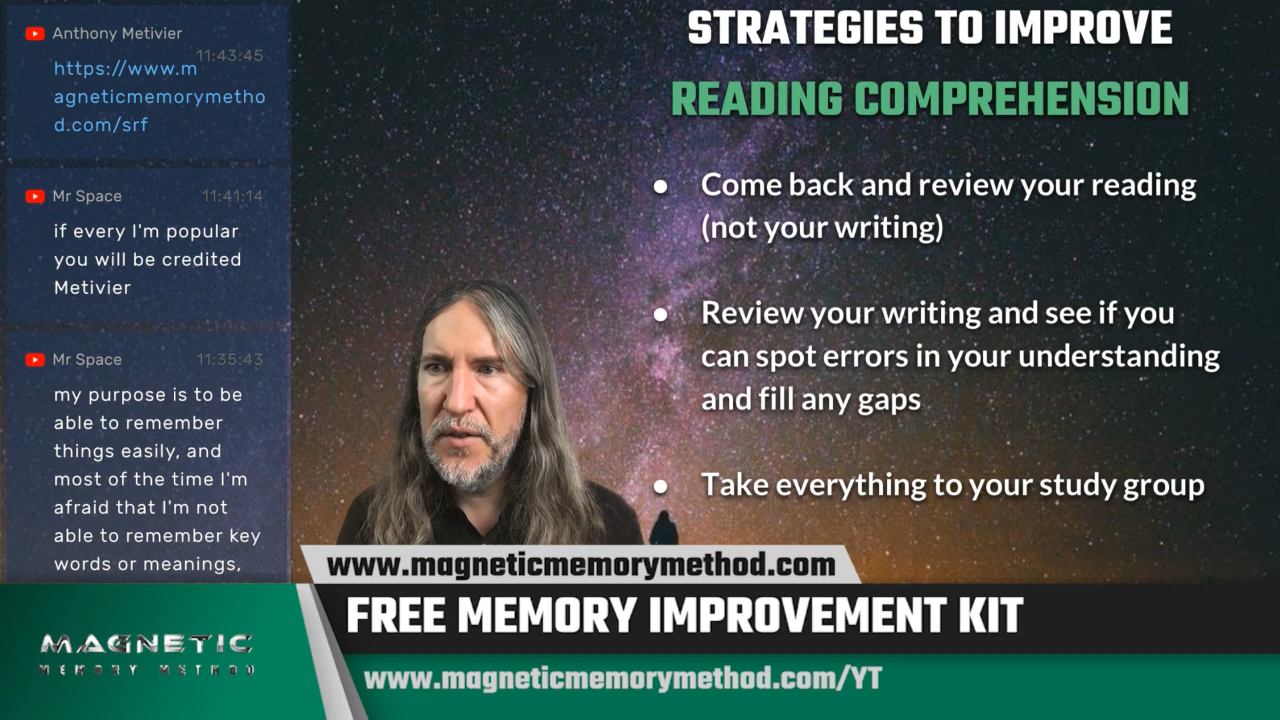 Anthony Metivier
11:43:45
https://www.m
agneticmemorymetho
d.com/srf
Mr Space 11:41:14
if every I'm popular
you will be credited
Metivier
Mr Space 11:35:43
my purpose is to be
able to remember
things easily, and
most of the time I'm
afraid that I'm not
able to remember key
words or meanings,
STRATEGIES TO IMPROVE
READING COMPREHENSION
● Come back and review your reading
(not your writing)
● Review your writing and see if you
can spot errors in your understanding
and fill any gaps
● Take everything to your study group
www.magneticmemorymethod.com
FREE MEMORY IMPROVEMENT KIT
www.magneticmemorymethod.com/YT
MAGNETIC
MEMORY METHOD